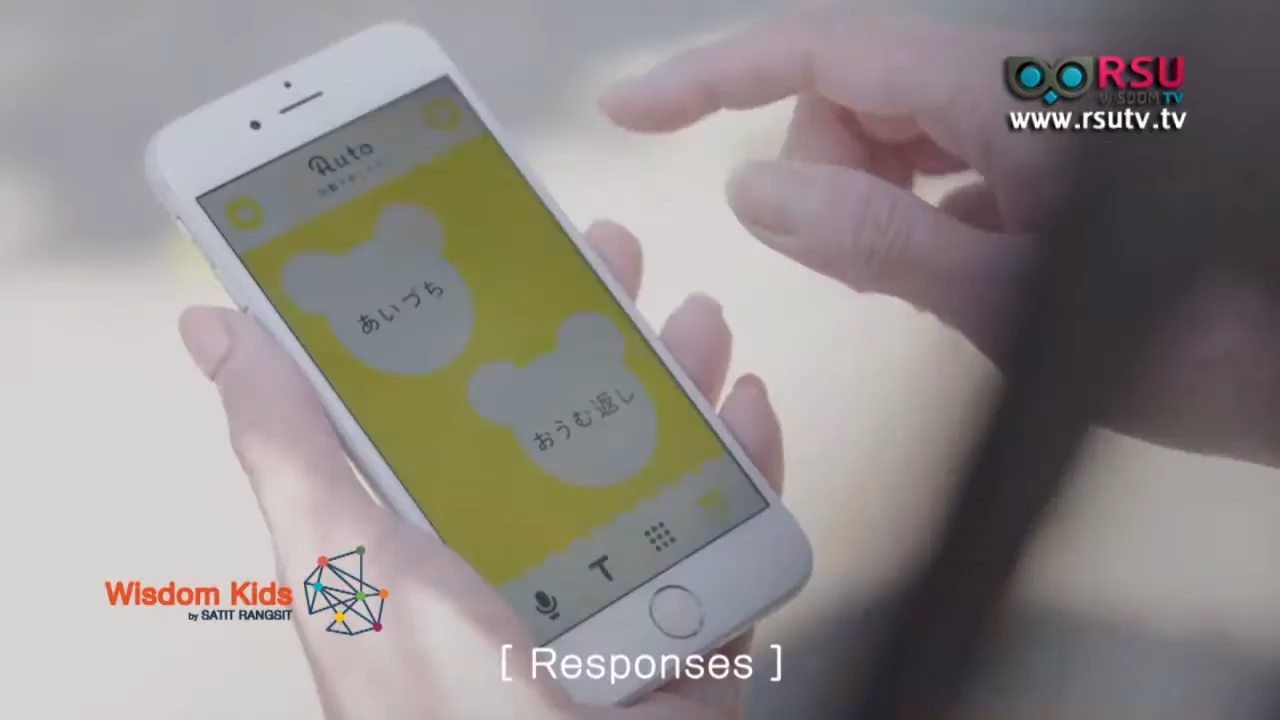 RSU
WISDOM TV
www.rsutv.tv
Auto
あいづち
おうむ返し
T
Wisdom Kids
by SATIT RANGSIT
[ Responses ]